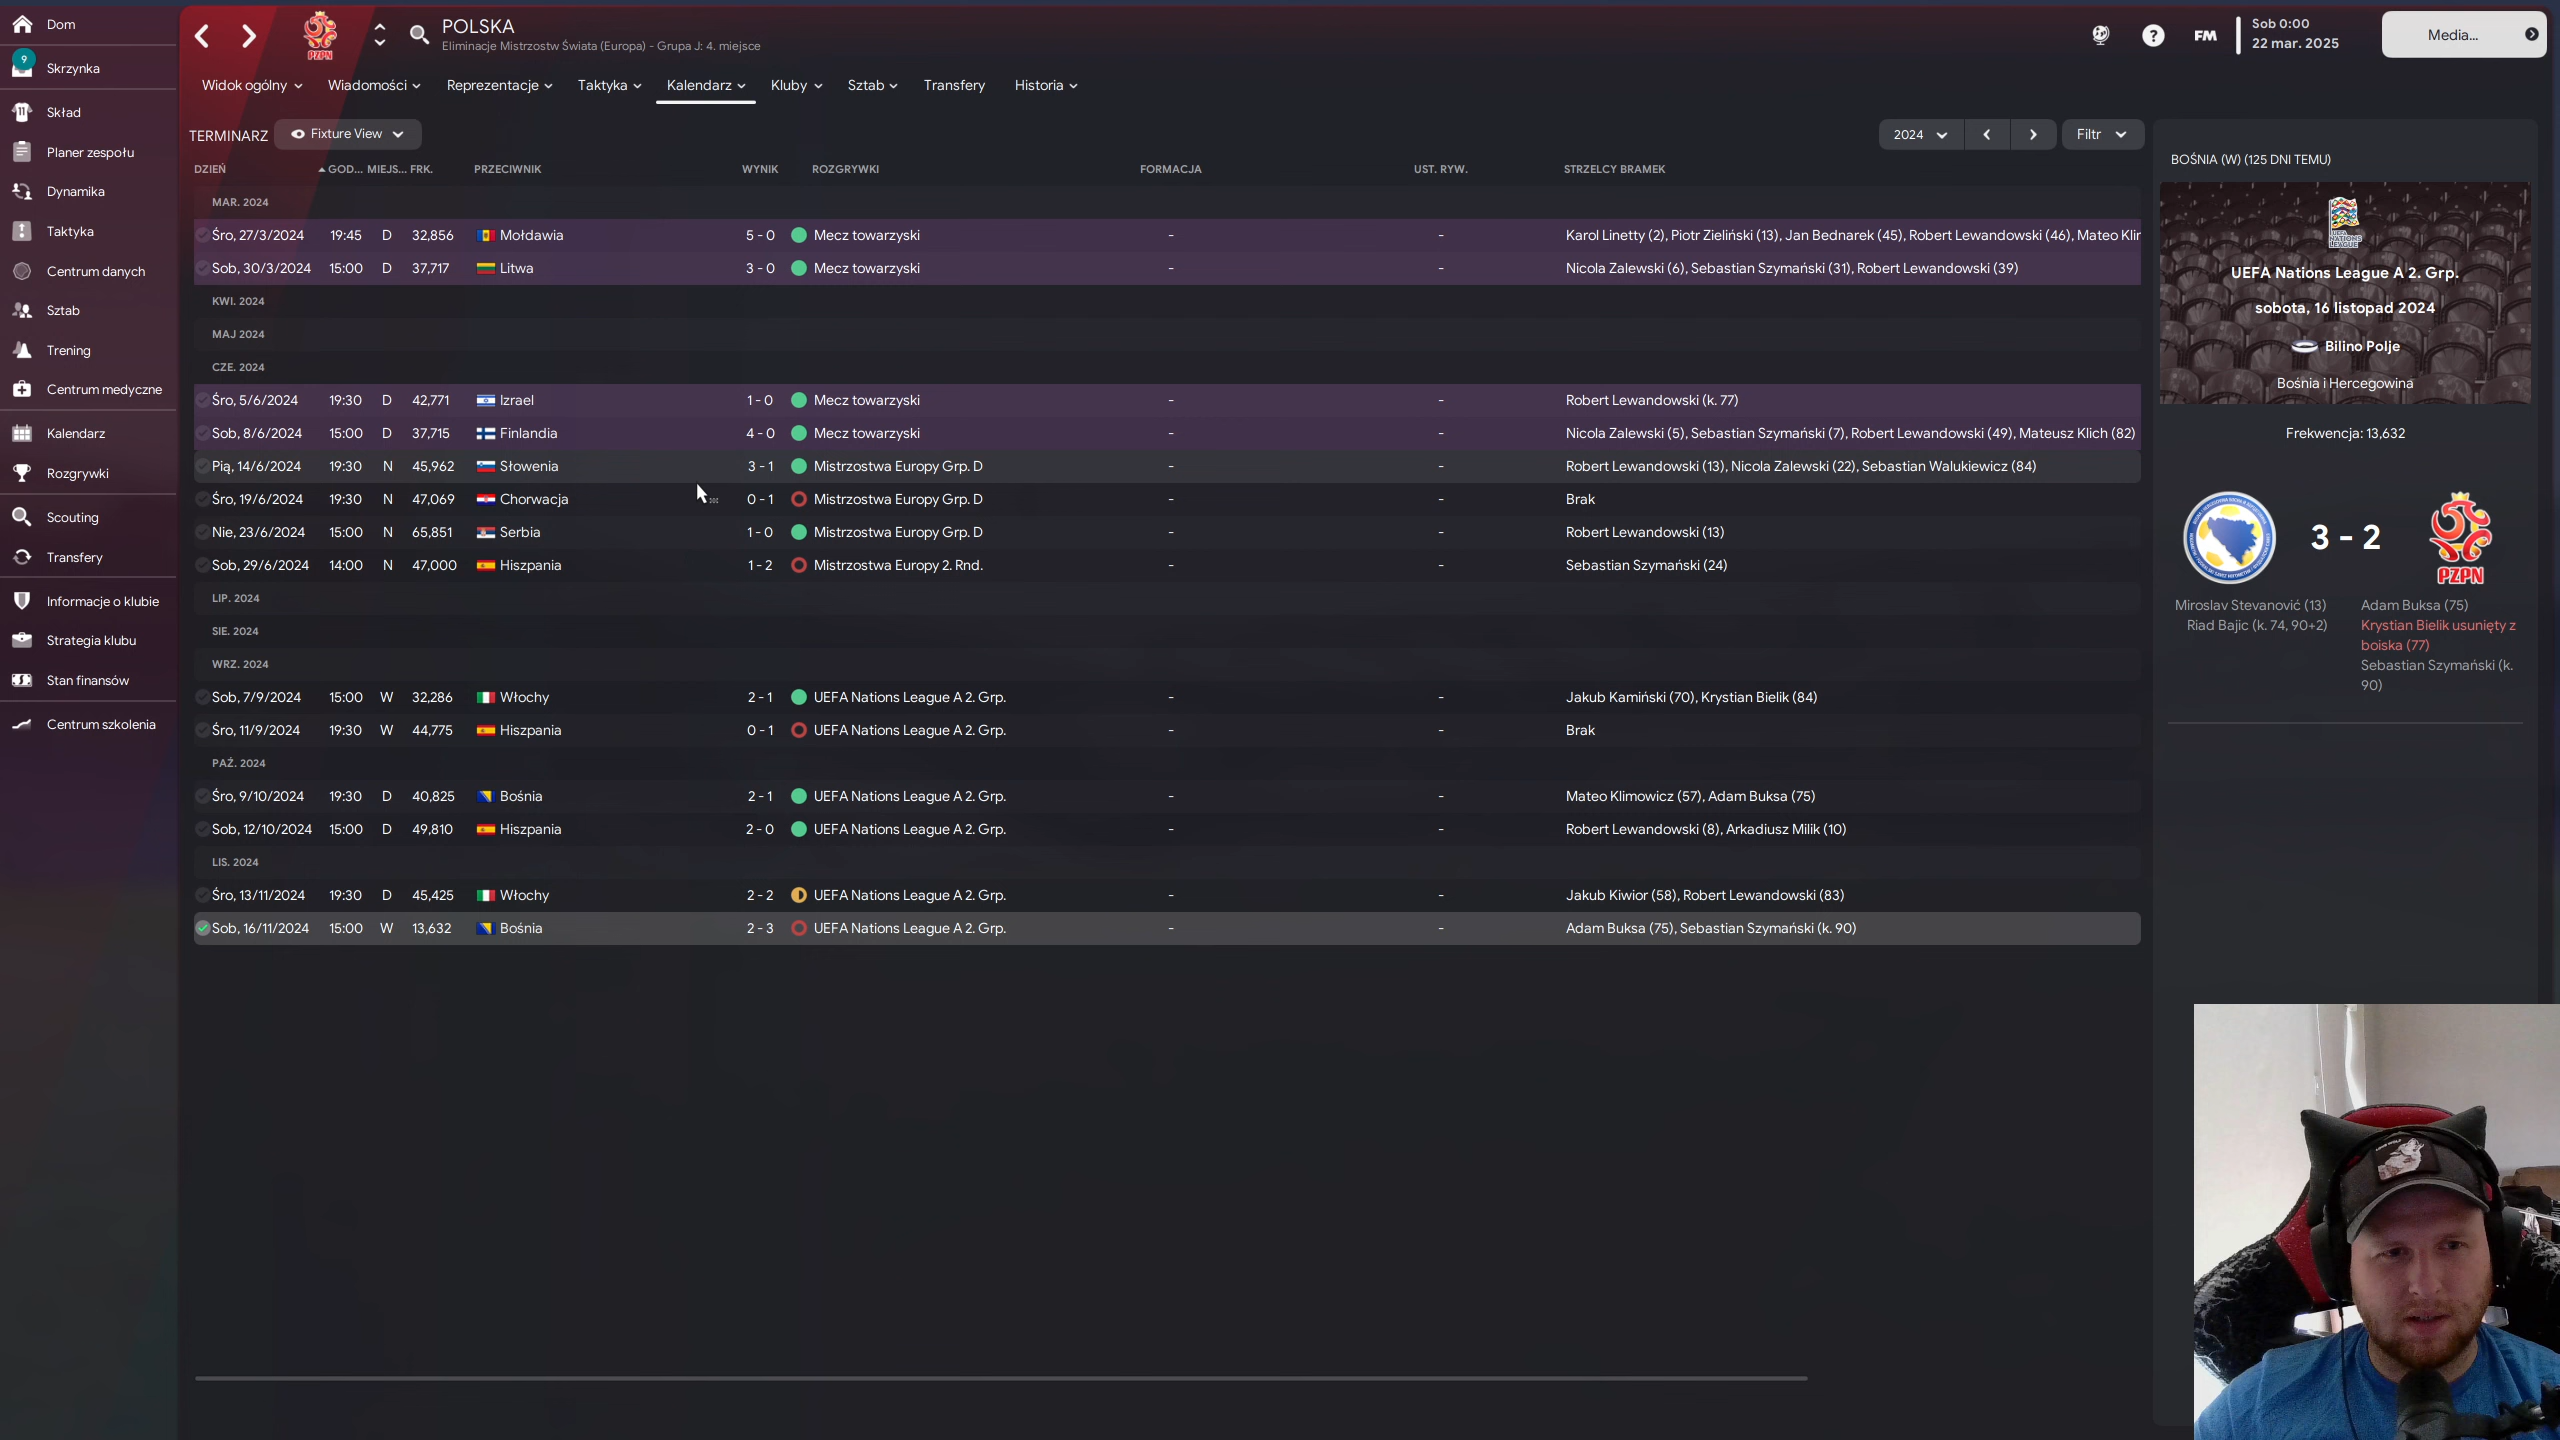 Dom
9
Skrzynka
Skład
Planer zespołu
Dynamika
Taktyka
Centrum danych
Sztab
Trening
Centrum medyczne
Kalendarz
Rozgrywki
Scouting
Transfery
Informacje o klubie
Strategia klubu
Stan finansów
Centrum szkolenia
PZPN
POLSKA
Eliminacje Mistrzostw Świata (Europa) - Grupa J: 4. miejsce
FM
Sob 0:00
22 mar. 2025
Media...
Widok ogólny Wiadomości Reprezentacje Taktyka Kalendarz Kluby Sztab Transfery Historia
TERMINARZ Fixture View 2024 Filtr
DZIEŃ GOD... MIEJS... FRK. PRZECIWNIK WYNIK ROZGRYWKI FORMACJA UST. RYW. STRZELCY BRAMEK
MAR. 2024
Śro, 27/3/2024 19:45 D 32,856 Mołdawia 5 - 0 Mecz towarzyski - - Karol Linetty (2), Piotr Zieliński (13), Jan Bednarek (45), Robert Lewandowski (46), Mateo Klir
Sob, 30/3/2024 15:00 D 37,717 Litwa 3 - 0 Mecz towarzyski - - Nicola Zalewski (6), Sebastian Szymański (31), Robert Lewandowski (39)
KWI. 2024
MAJ 2024
CZE. 2024
Śro, 5/6/2024 19:30 D 42,771 Izrael 1 - 0 Mecz towarzyski - - Robert Lewandowski (k. 77)
Sob, 8/6/2024 15:00 D 37,715 Finlandia 4 - 0 Mecz towarzyski - - Nicola Zalewski (5), Sebastian Szymański (7), Robert Lewandowski (49), Mateusz Klich (82)
Pią, 14/6/2024 19:30 N 45,962 Słowenia 3 - 1 Mistrzostwa Europy Grp. D - - Robert Lewandowski (13), Nicola Zalewski (22), Sebastian Walukiewicz (84)
Śro, 19/6/2024 19:30 N 47,069 Chorwacja 0 - 1 Mistrzostwa Europy Grp. D - - Brak
Nie, 23/6/2024 15:00 N 65,851 Serbia 1 - 0 Mistrzostwa Europy Grp. D - - Robert Lewandowski (13)
Sob, 29/6/2024 14:00 N 47,000 Hiszpania 1 - 2 Mistrzostwa Europy 2. Rnd. - - Sebastian Szymański (24)
LIP. 2024
SIE. 2024
WRZ. 2024
Sob, 7/9/2024 15:00 W 32,286 Włochy 2 - 1 UEFA Nations League A 2. Grp. - - Jakub Kamiński (70), Krystian Bielik (84)
Śro, 11/9/2024 19:30 W 44,775 Hiszpania 0 - 1 UEFA Nations League A 2. Grp. - - Brak
PAŹ. 2024
Śro, 9/10/2024 19:30 D 40,825 Bośnia 2 - 1 UEFA Nations League A 2. Grp. - - Mateo Klimowicz (57), Adam Buksa (75)
Sob, 12/10/2024 15:00 D 49,810 Hiszpania 2 - 0 UEFA Nations League A 2. Grp. - - Robert Lewandowski (8), Arkadiusz Milik (10)
LIS. 2024
Śro, 13/11/2024 19:30 D 45,425 Włochy 2 - 2 UEFA Nations League A 2. Grp. - - Jakub Kiwior (58), Robert Lewandowski (83)
Sob, 16/11/2024 15:00 W 13,632 Bośnia 2 - 3 UEFA Nations League A 2. Grp. - - Adam Buksa (75), Sebastian Szymański (k. 90)
BOŚNIA (W) (125 DNI TEMU)
UEFA Nations League A 2. Grp.
sobota, 16 listopad 2024
Bilino Polje
Bośnia i Hercegowina
Frekwencja: 13,632
3 - 2
PZPN
Miroslav Stevanović (13)
Riad Bajic (k. 74, 90+2)
Adam Buksa (75)
Krystian Bielik usunięty z
boiska (77)
Sebastian Szymański (k.
90)